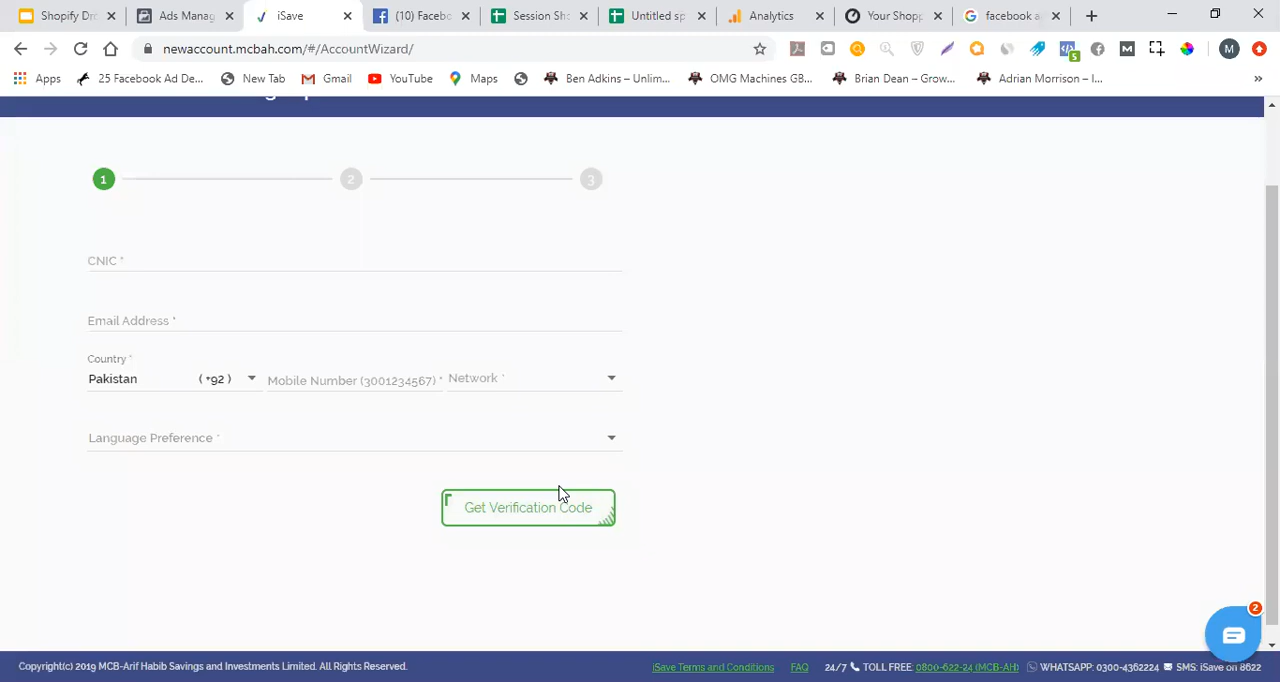 Shopify Dr
Ads Manag
iSave
(10) Facebo
Session Sh
Untitled sp
Analytics
Your Shopp
facebook a
newaccount.mcbah.com/#/AccountWizard/
5
M
M
Apps
25 Facebook Ad De...
New Tab
Gmail
YouTube
Maps
Ben Adkins – Unlim...
OMG Machines GB...
Brian Dean – Grow...
Adrian Morrison – I...
»
1
2
3
CNIC *
Email Address *
Country *
Pakistan ( +92 )
Mobile Number (3001234567) *
Network *
Language Preference *
Get Verification Code
2
Copyright(c) 2019 MCB-Arif Habib Savings and Investments Limited. All Rights Reserved.
iSave Terms and Conditions
FAQ
24/7 TOLL FREE: 0800-622-24 (MCB-AH) WHATSAPP: 0300-4362224 SMS: iSave on 8622